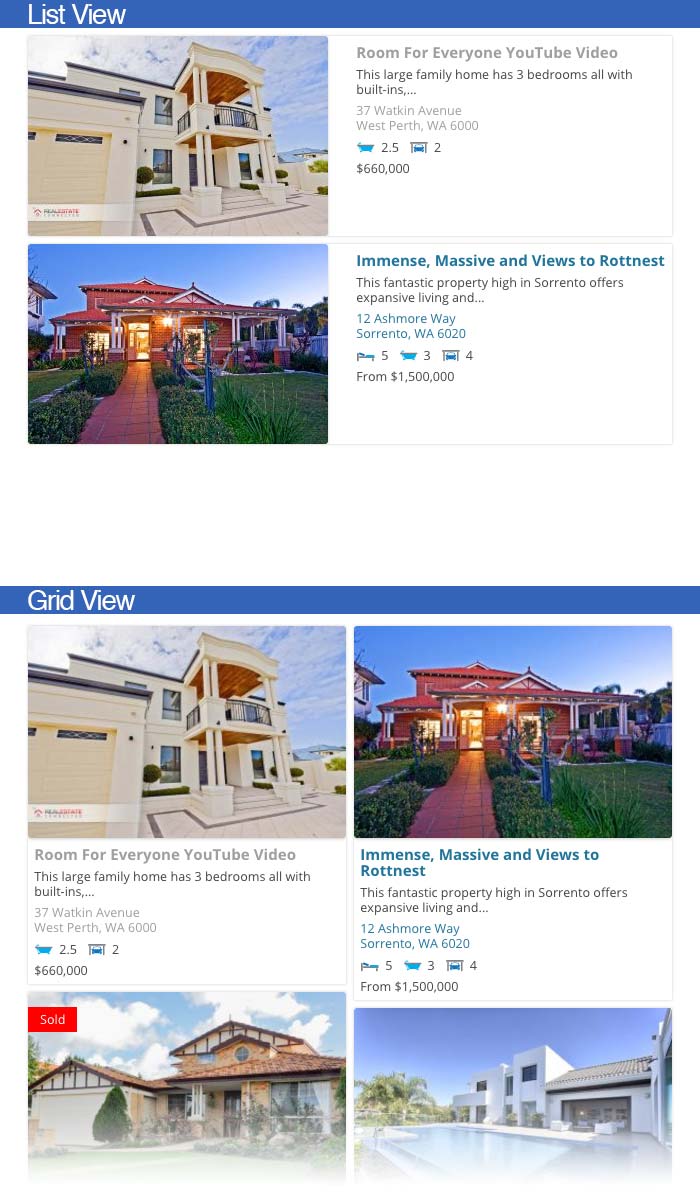 List View
Room For Everyone YouTube Video
This large family home has 3 bedrooms all with
built-ins,...
37 Watkin Avenue
West Perth, WA 6000
2.5 2
$660,000
REALESTATE
CONNECTED
Immense, Massive and Views to Rottnest
This fantastic property high in Sorrento offers
expansive living and...
12 Ashmore Way
Sorrento, WA 6020
5 3 4
From $1,500,000
Grid View
REALESTATE
CONNECTED
Room For Everyone YouTube Video
This large family home has 3 bedrooms all with
built-ins,...
37 Watkin Avenue
West Perth, WA 6000
2.5 2
$660,000
Immense, Massive and Views to
Rottnest
This fantastic property high in Sorrento offers
expansive living and...
12 Ashmore Way
Sorrento, WA 6020
5 3 4
From $1,500,000
Sold